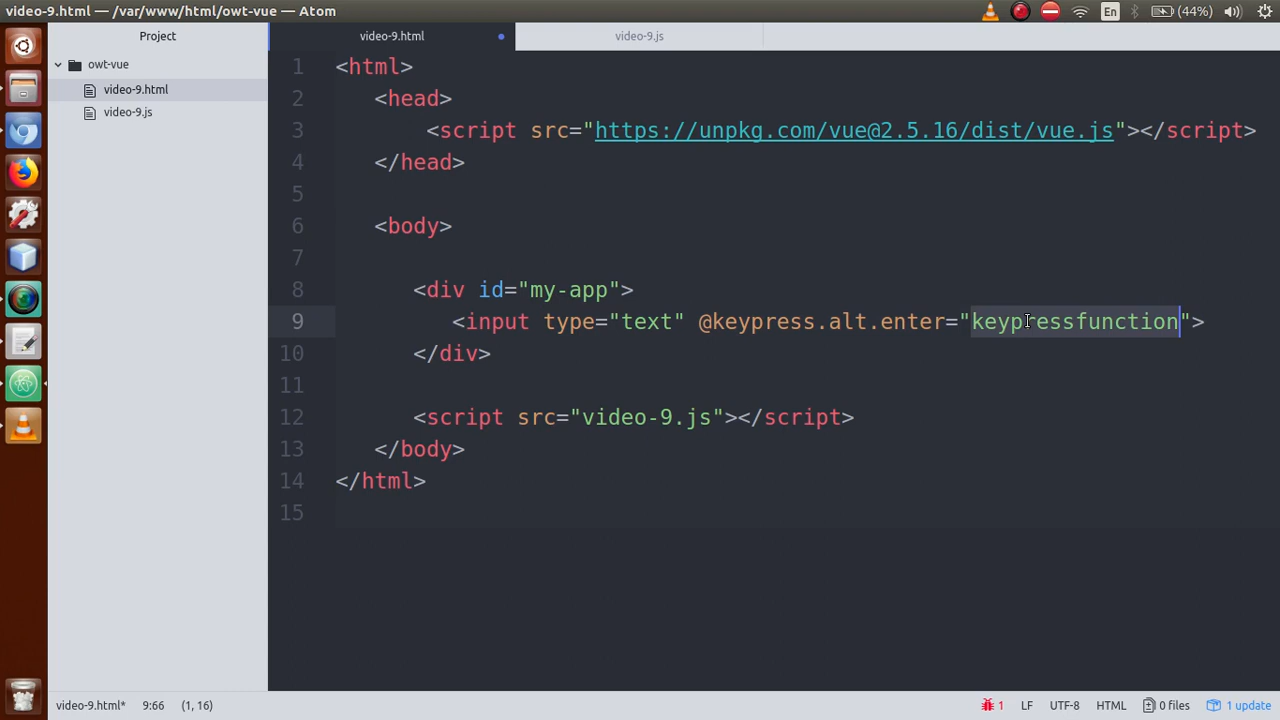 video-9.html — /var/www/html/owt-vue — Atom
En
(44%)
Project
video-9.html
video-9.js
owt-vue
video-9.html
video-9.js
1 <html>
2 <head>
3 <script src="https://unpkg.com/vue@2.5.16/dist/vue.js"></script>
4 </head>
5
6 <body>
7
8 <div id="my-app">
9 <input type="text" @keypress.alt.enter="keypressfunction">
10 </div>
11
12 <script src="video-9.js"></script>
13 </body>
14 </html>
15
video-9.html* 9:66 (1, 16)
1 LF UTF-8 HTML 0 files 1 update